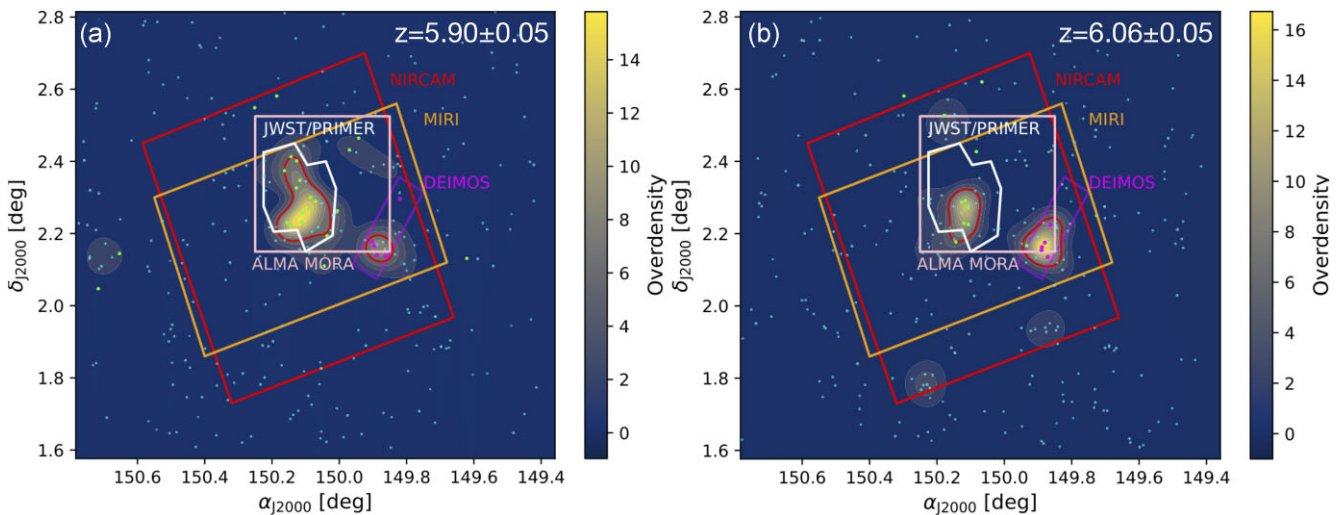 (a) z=5.90±0.05
NIRCAM
MIRI
JWST/PRIMER
DEIMOS
ALMA MORA
2.8
2.6
2.4
2.2
2.0
1.8
1.6
δJ2000 [deg]
150.6 150.4 150.2 150.0 149.8 149.6 149.4
αJ2000 [deg]
14
12
10
8
6
4
2
0
Overdensity
(b) z=6.06±0.05
NIRCAM
MIRI
JWST/PRIMER
DEIMOS
ALMA MORA
2.8
2.6
2.4
2.2
2.0
1.8
1.6
δJ2000 [deg]
150.6 150.4 150.2 150.0 149.8 149.6 149.4
αJ2000 [deg]
16
14
12
10
8
6
4
2
0
Overdensity